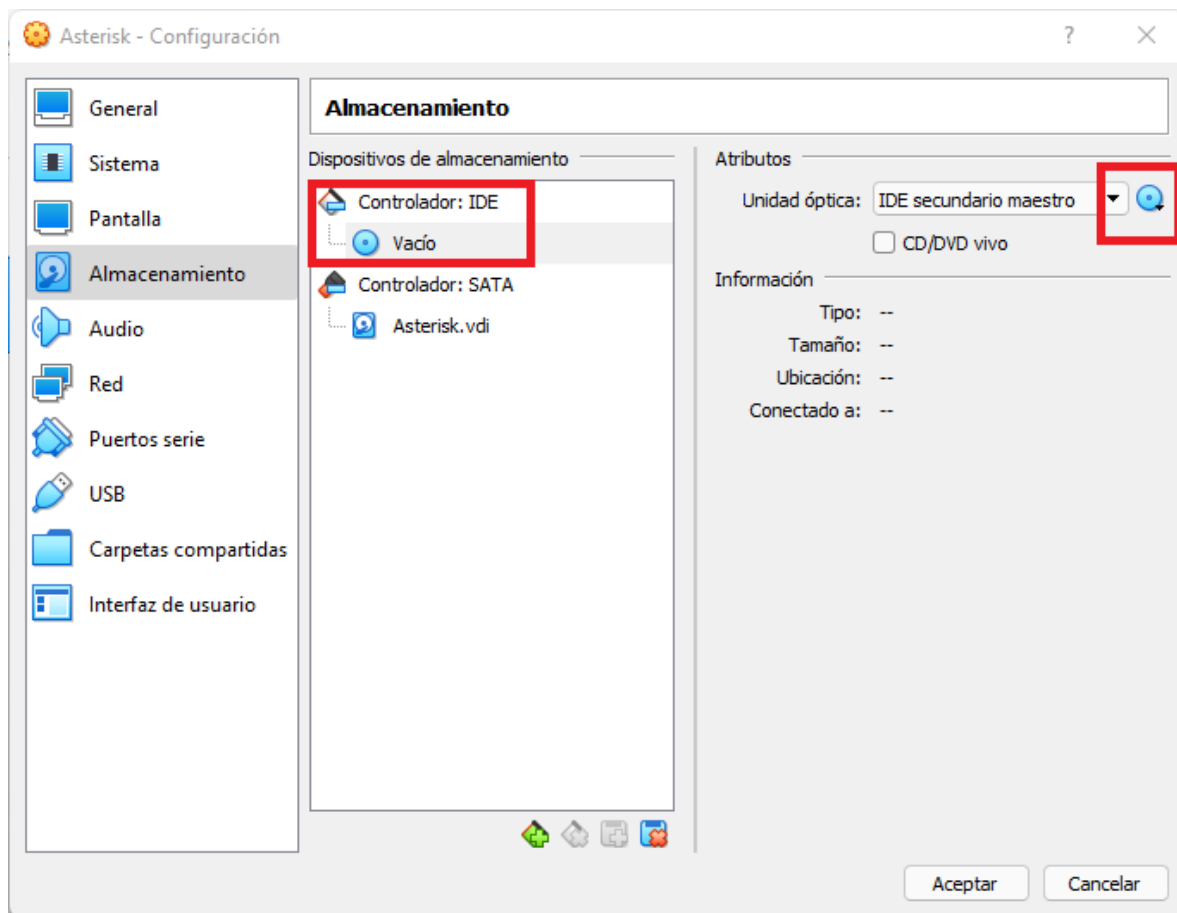 Asterisk - Configuración
?
General
Sistema
Pantalla
Almacenamiento
Audio
Red
Puertos serie
USB
Carpetas compartidas
Interfaz de usuario
Almacenamiento
Dispositivos de almacenamiento
Controlador: IDE
Vacío
Controlador: SATA
Asterisk.vdi
Atributos
Unidad óptica: IDE secundario maestro
CD/DVD vivo
Información
Tipo: --
Tamaño: --
Ubicación: --
Conectado a: --
Aceptar Cancelar